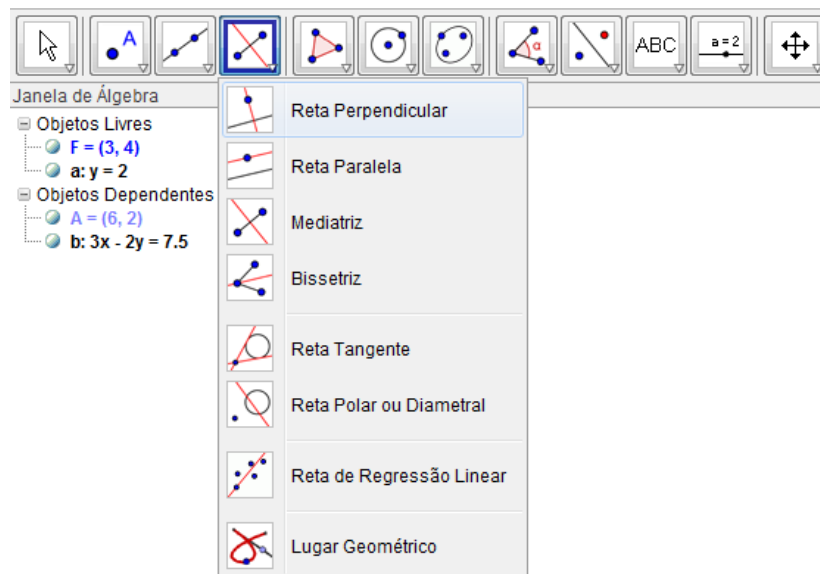 A
α
ABC
a=2
Janela de Álgebra
Objetos Livres
F = (3, 4)
a: y = 2
Objetos Dependentes
A = (6, 2)
b: 3x - 2y = 7.5
Reta Perpendicular
Reta Paralela
Mediatriz
Bissetriz
Reta Tangente
Reta Polar ou Diametral
Reta de Regressão Linear
Lugar Geométrico